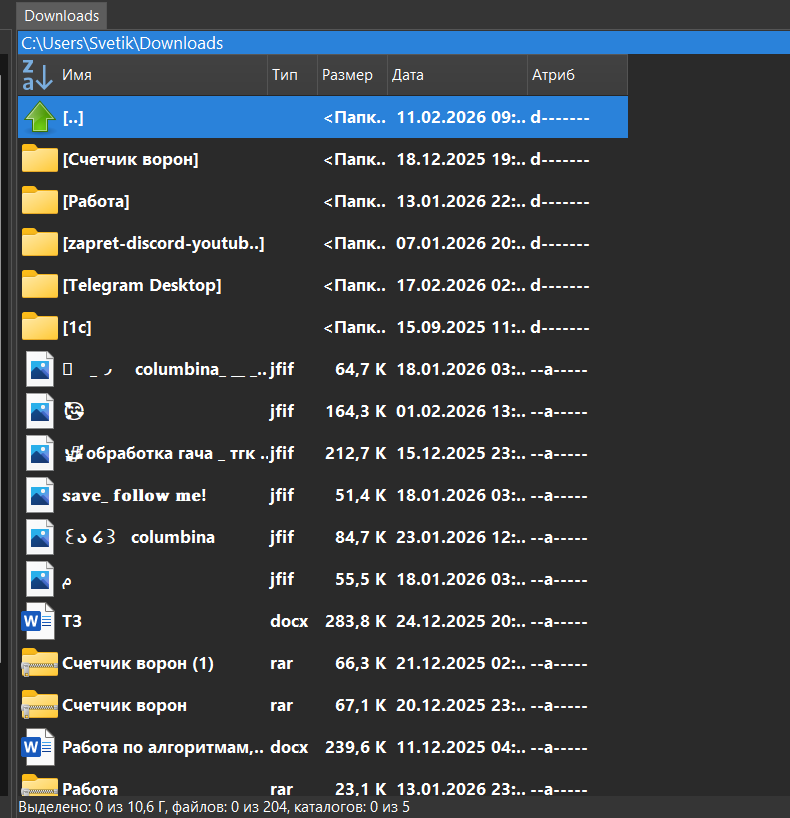 Downloads
C:\Users\Svetik\Downloads
Имя Тип Размер Дата Атриб
[..] <Папк.. 11.02.2026 09:.. d-------
[Счетчик ворон] <Папк.. 18.12.2025 19:.. d-------
[Работа] <Папк.. 13.01.2026 22:.. d-------
[zapret-discord-youtub..] <Папк.. 07.01.2026 20:.. d-------
[Telegram Desktop] <Папк.. 17.02.2026 02:.. d-------
[1c] <Папк.. 15.09.2025 11:.. d-------
columbina_ __ _.. jfif 64,7 K 18.01.2026 03:.. --a-----
jfif 164,3 K 01.02.2026 13:.. --a-----
обработка гача _ тгк .. jfif 212,7 K 15.12.2025 23:.. --a-----
save_ follow me! jfif 51,4 K 18.01.2026 03:.. --a-----
columbina jfif 84,7 K 23.01.2026 12:.. --a-----
jfif 55,5 K 18.01.2026 03:.. --a-----
ТЗ docx 283,8 K 24.12.2025 20:.. --a-----
Счетчик ворон (1) rar 66,3 K 21.12.2025 02:.. --a-----
Счетчик ворон rar 67,1 K 20.12.2025 23:.. --a-----
Работа по алгоритмам,.. docx 239,6 K 11.12.2025 04:.. --a-----
Работа rar 23,1 K 13.01.2026 23:.. --a-----
Выделено: 0 из 10,6 Г, файлов: 0 из 204, каталогов: 0 из 5